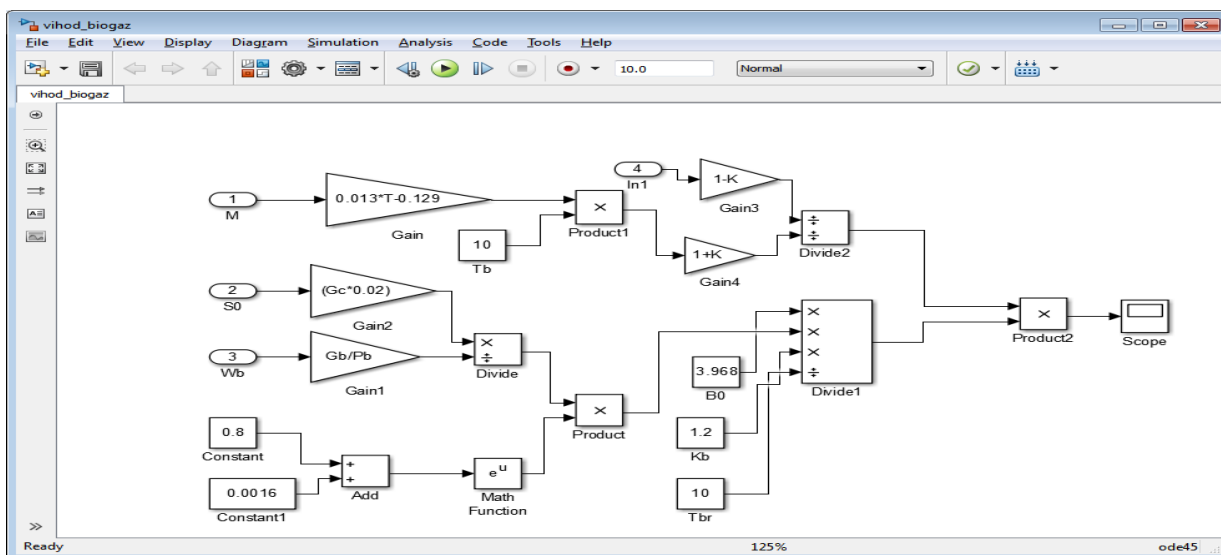 vihod_biogaz
File Edit View Display Diagram Simulation Analysis Code Tools Help
10.0 Normal
vihod_biogaz
1
M
0.013*T-0.129
Gain
4
In1
1-K
Gain3
10
Tb
×
Product1
1+K
Gain4
÷
÷
Divide2
2
S0
(Gc*0.02)
Gain2
3
Wb
Gb/Pb
Gain1
×
÷
Divide
×
Product
3.968
B0
×
×
×
÷
Divide1
×
Product2
Scope
0.8
Constant
0.0016
Constant1
+
+
Add
e^u
Math
Function
1.2
Kb
10
Tbr
Ready 125% ode45